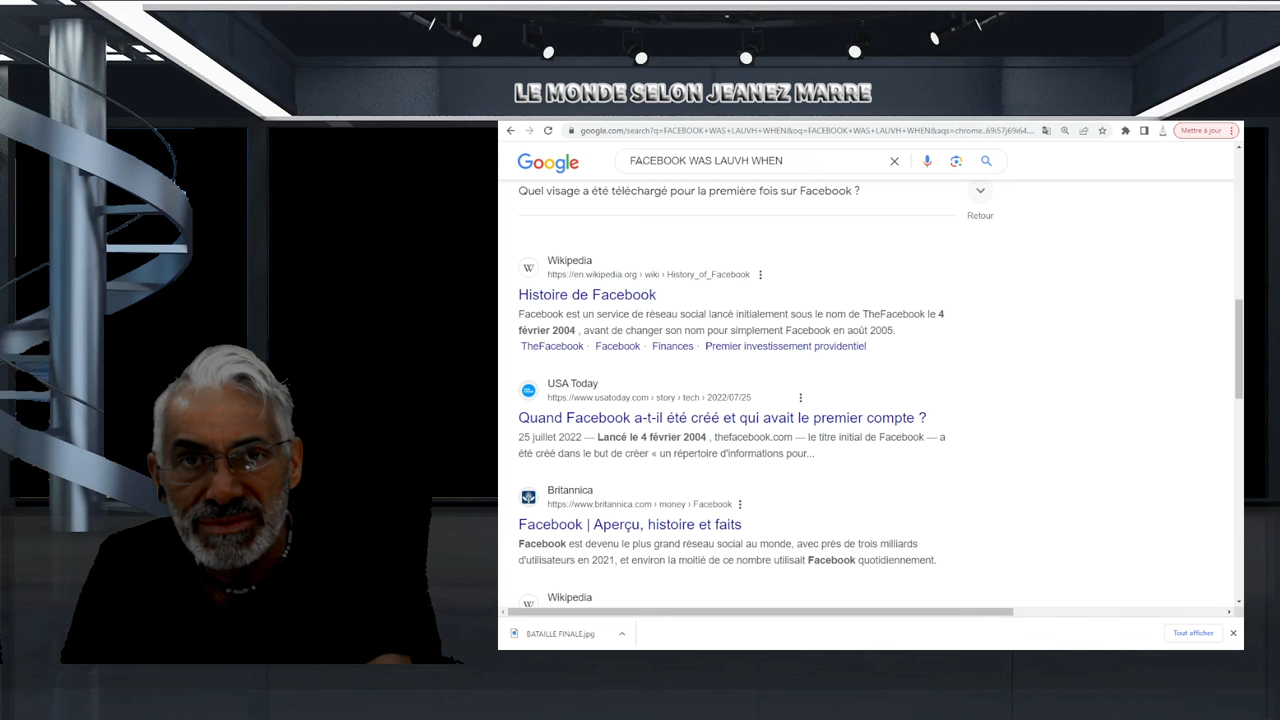 LE MONDE SELON JEANEZ MARRE
google.com/search?q=FACEBOOK+WAS+LAUVH+WHEN&oq=FACEBOOK+WAS+LAUVH+WHEN&aqs=chrome..69i57j69i64....
Mettre à jour
Google
FACEBOOK WAS LAUVH WHEN
Quel visage a été téléchargé pour la première fois sur Facebook ?
Retour
Wikipedia
https://en.wikipedia.org › wiki › History_of_Facebook
Histoire de Facebook
Facebook est un service de réseau social lancé initialement sous le nom de TheFacebook le 4
février 2004 , avant de changer son nom pour simplement Facebook en août 2005.
TheFacebook · Facebook · Finances · Premier investissement providentiel
USA Today
https://www.usatoday.com › story › tech › 2022/07/25
Quand Facebook a-t-il été créé et qui avait le premier compte ?
25 juillet 2022 — Lancé le 4 février 2004 , thefacebook.com — le titre initial de Facebook — a
été créé dans le but de créer « un répertoire d'informations pour...
Britannica
https://www.britannica.com › money › Facebook
Facebook | Aperçu, histoire et faits
Facebook est devenu le plus grand réseau social au monde, avec près de trois milliards
d'utilisateurs en 2021, et environ la moitié de ce nombre utilisait Facebook quotidiennement.
Wikipedia
BATAILLE FINALE.jpg
Tout afficher